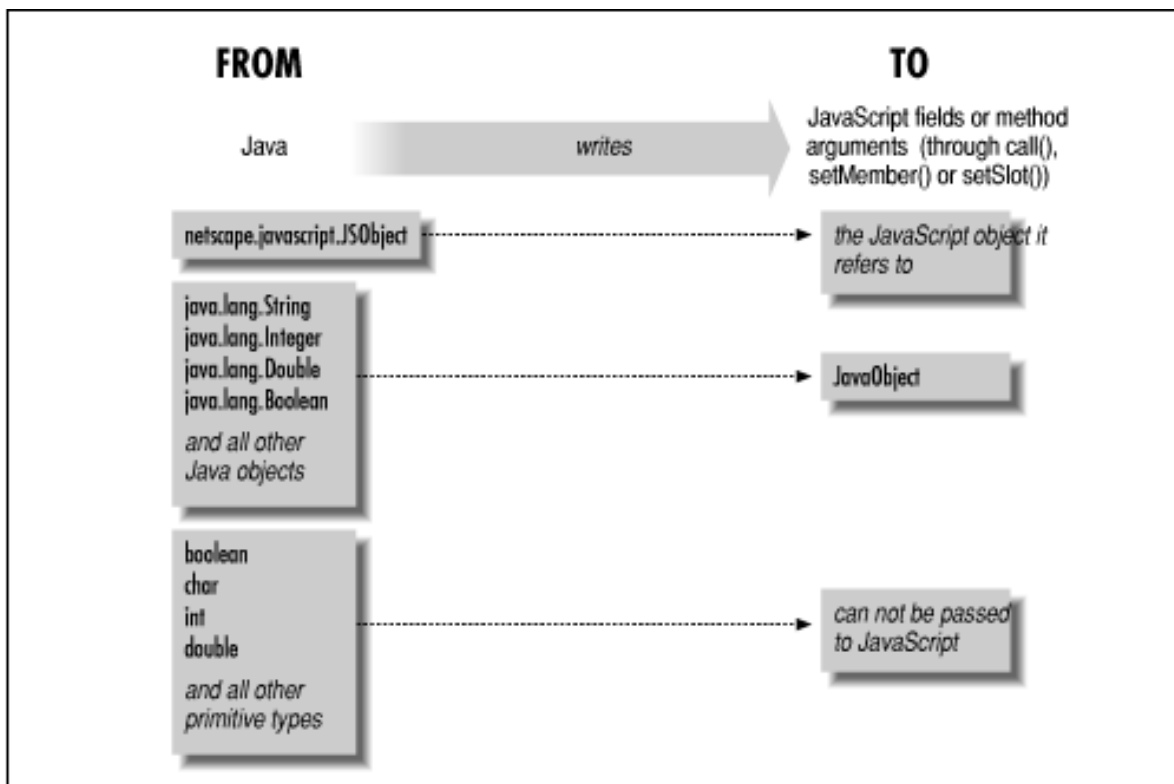 FROM
TO
Java
writes
JavaScript fields or method
arguments (through call(),
setMember() or setSlot())
netscape.javascript.JSObject
the JavaScript object it
refers to
java.lang.String
java.lang.Integer
java.lang.Double
java.lang.Boolean
and all other
Java objects
JavaObject
boolean
char
int
double
and all other
primitive types
can not be passed
to JavaScript